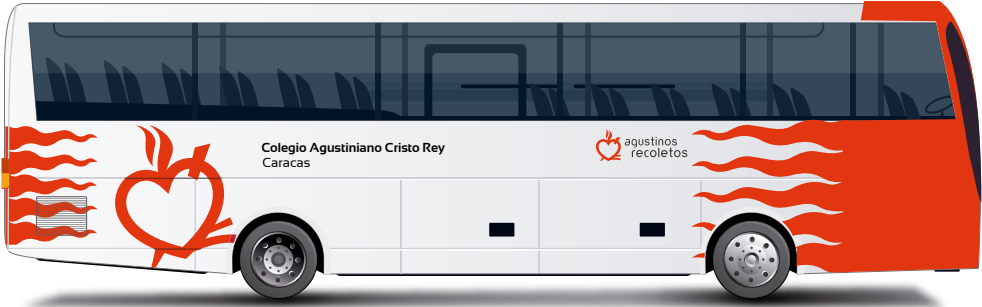 Colegio Agustiniano Cristo Rey
Caracas
agustinos
recoletos